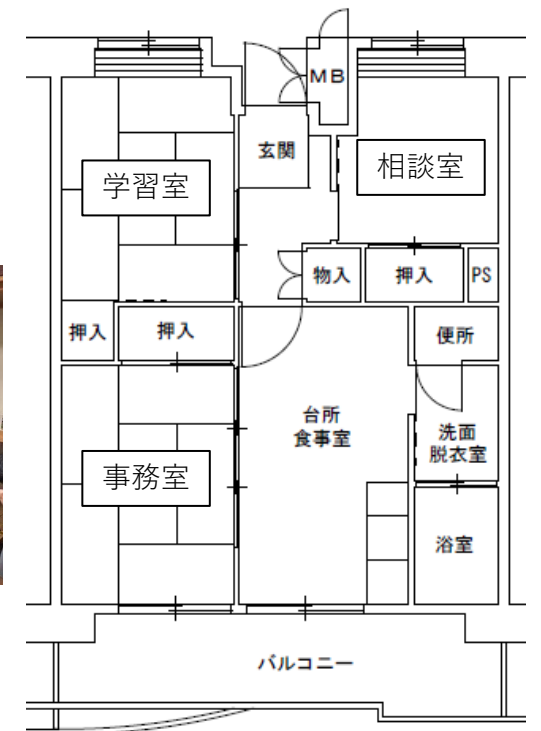 MB
玄関
学習室
相談室
物入
押入
PS
押入
押入
便所
台所
食事室
洗面
脱衣室
事務室
浴室
バルコニー